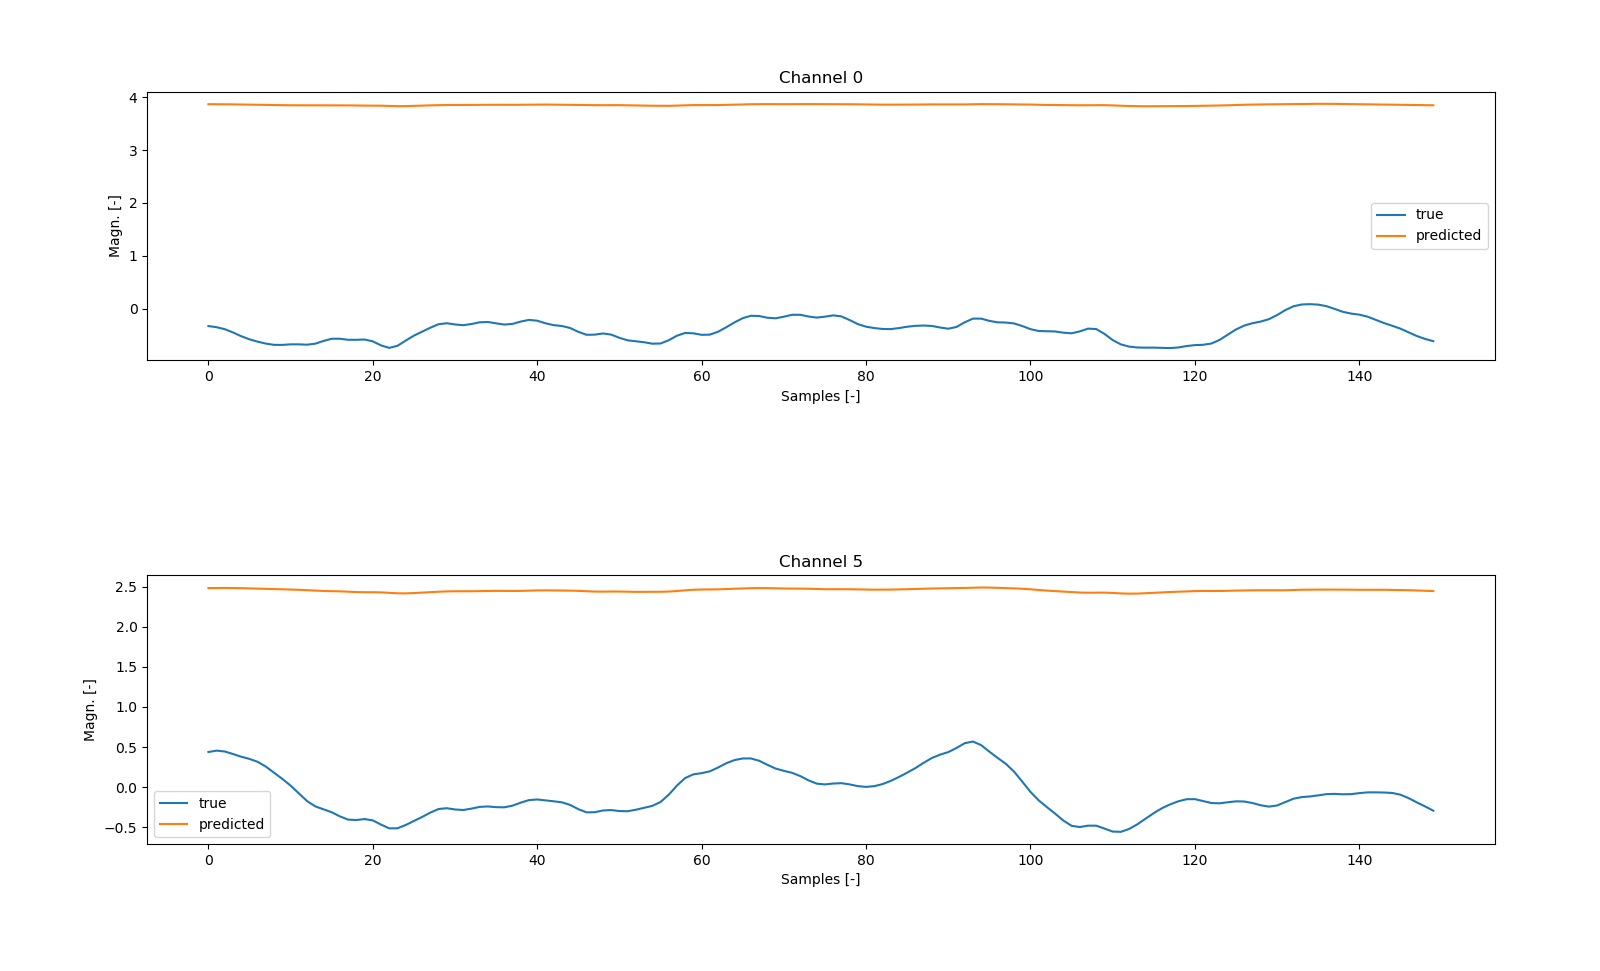 Channel 0
4
3
2
1
0
Magn. [-]
true
predicted
0 20 40 60 80 100 120 140
Samples [-]
Channel 5
2.5
2.0
1.5
1.0
0.5
0.0
−0.5
Magn. [-]
true
predicted
0 20 40 60 80 100 120 140
Samples [-]